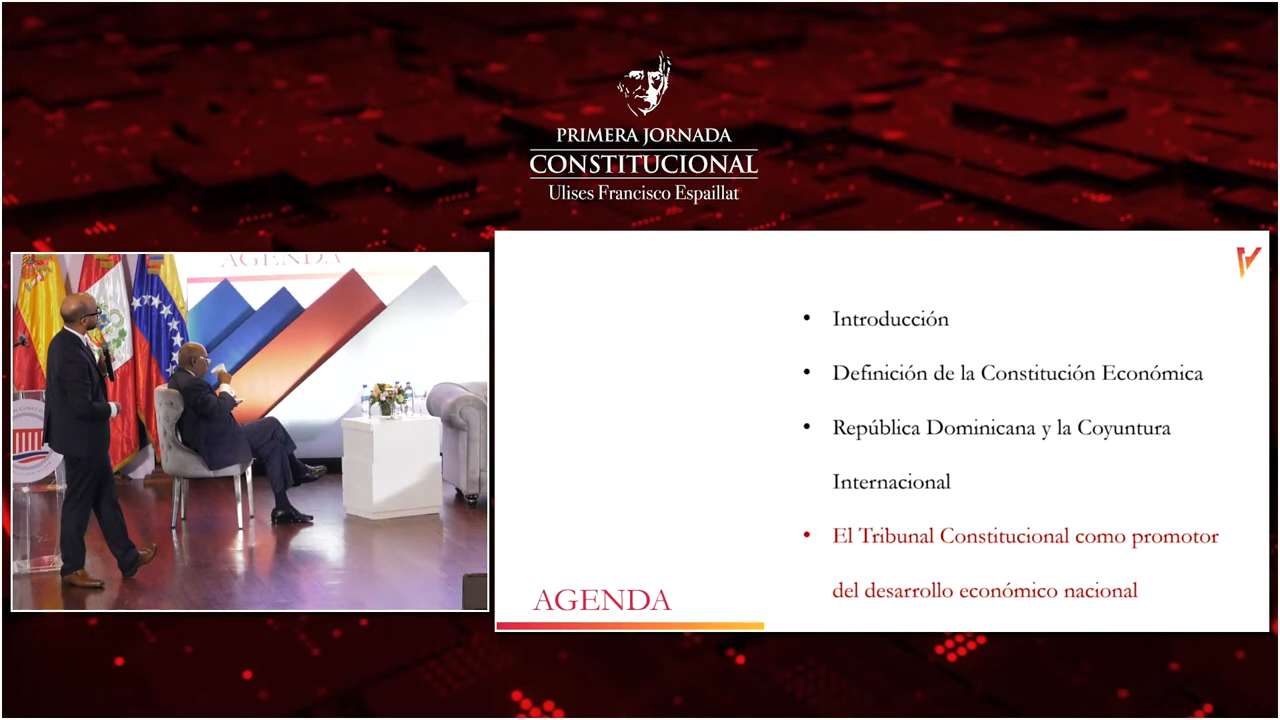 PRIMERA JORNADA
CONSTITUCIONAL
Ulises Francisco Espaillat
AGENDA
• Introducción
• Definición de la Constitución Económica
• República Dominicana y la Coyuntura
Internacional
• El Tribunal Constitucional como promotor
del desarrollo económico nacional
AGENDA